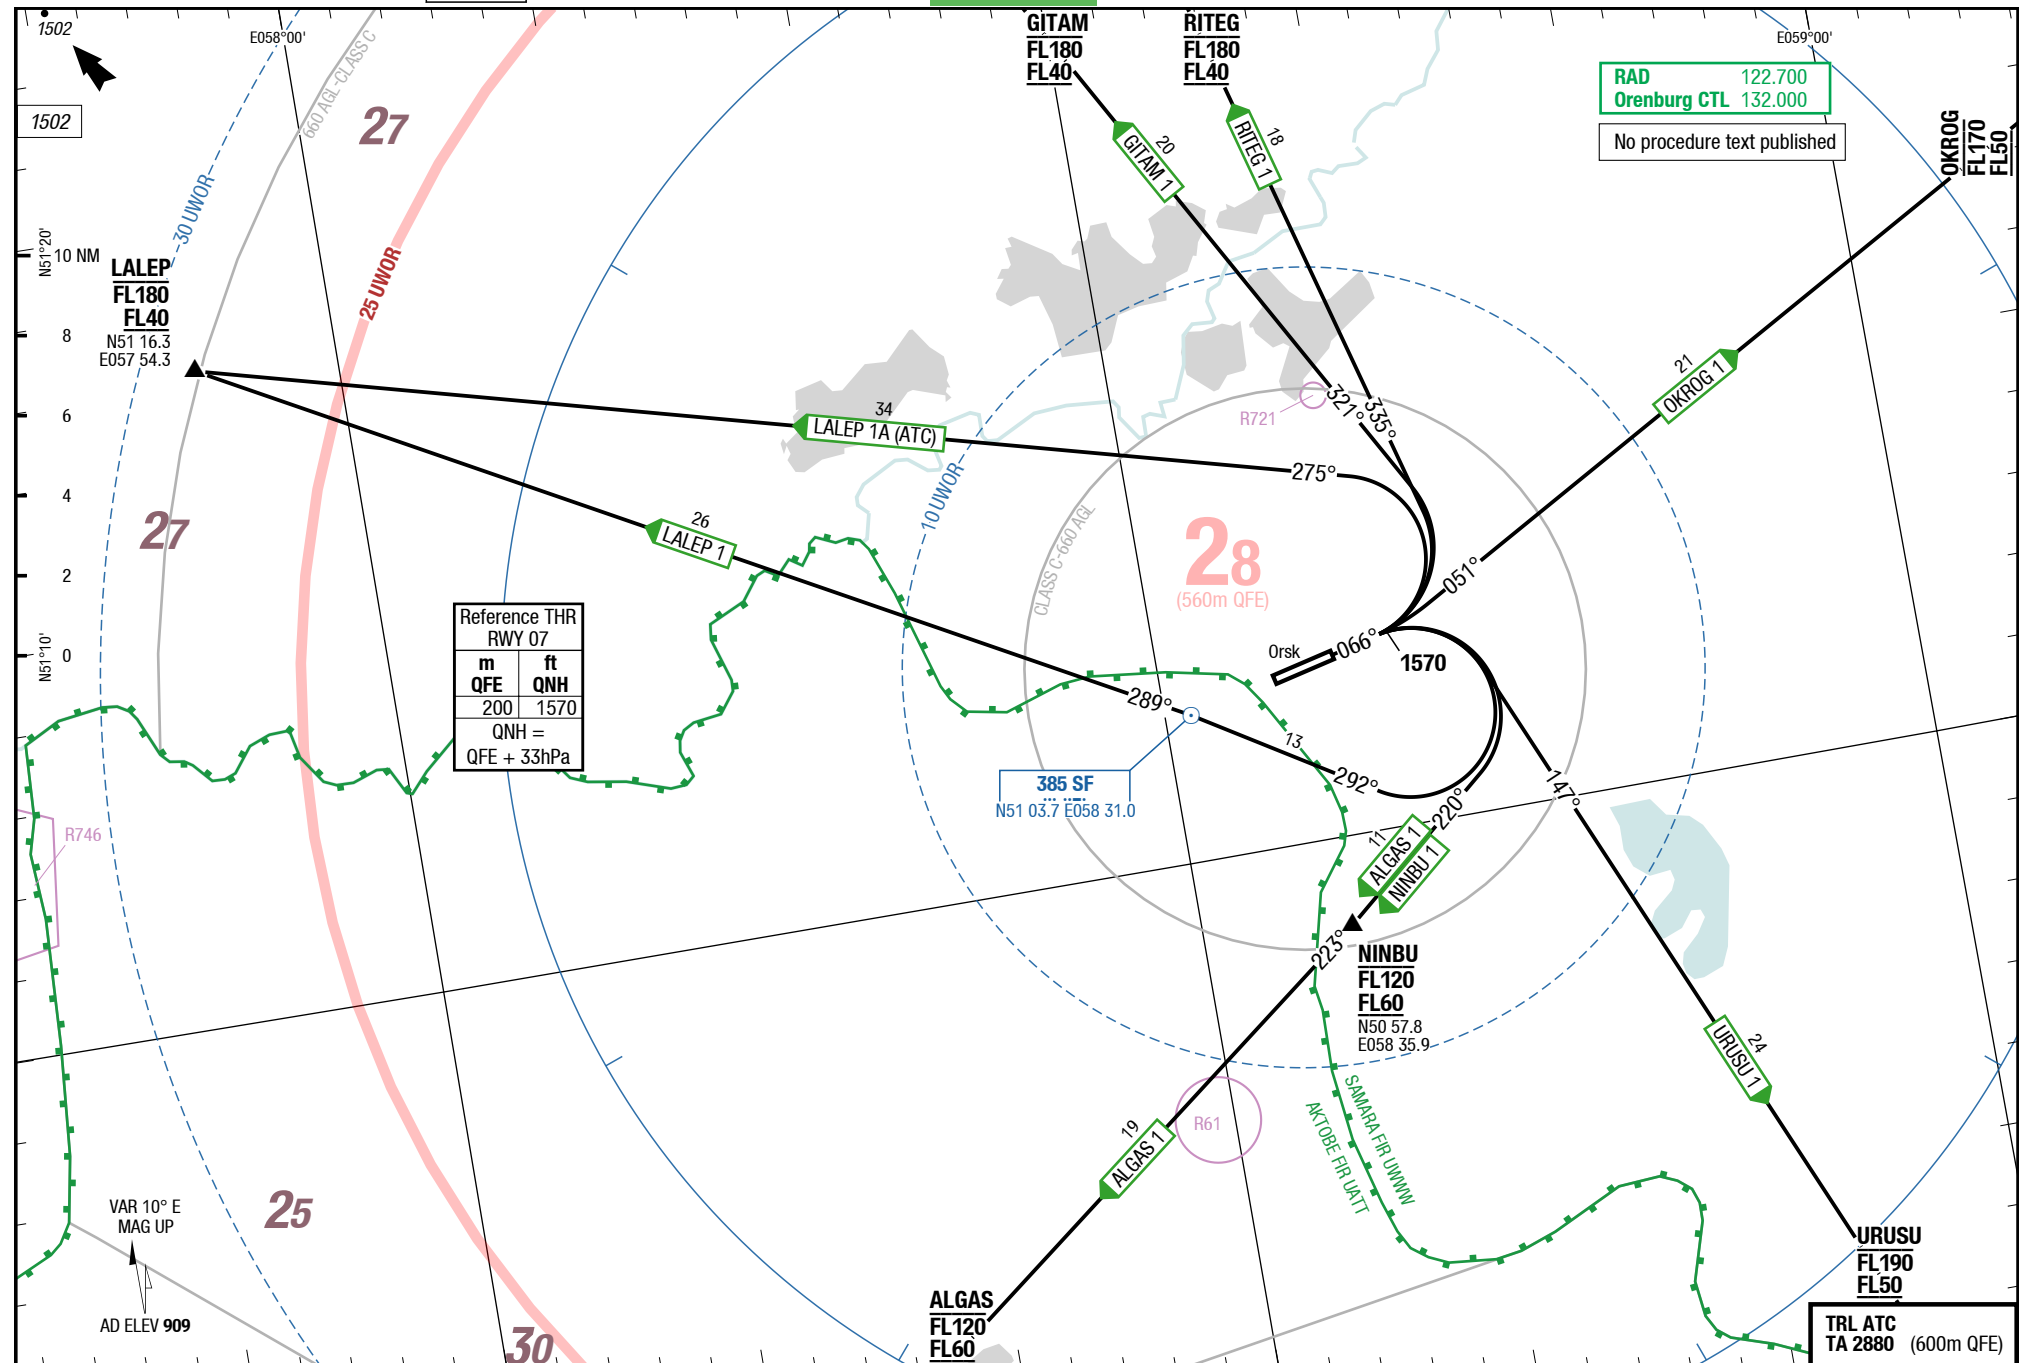 1502
E058°00'
660 AGL-CLASS C
27
1502
30 UWOR
25 UWOR
GITAM
FL180
FL40
RITEG
FL180
FL40
20
GITAM 1
18
RITEG 1
RAD 122.700
Orenburg CTL 132.000
No procedure text published
E059°00'
OKROG
FL170
FL50
N51°20'
10 NM
8
6
4
2
0
N51°10'
LALEP
FL180
FL40
N51 16.3
E057 54.3
34
LALEP 1A (ATC)
26
LALEP 1
21
OKROG 1
R721
321°
335°
275°
10 UWOR
CLASS C-660 AGL
28
(560m QFE)
051°
27
Orsk
066°
1570
Reference THR
RWY 07
m ft
QFE QNH
200 1570
QNH =
QFE + 33hPa
289°
13
292°
385 SF
N51 03.7 E058 31.0
220°
147°
11
ALGAS 1
NINBU 1
R746
223°
NINBU
FL120
FL60
N50 57.8
E058 35.9
24
URUSU 1
19
ALGAS 1
R61
SAMARA FIR UWWW
AKTOBE FIR UATT
25
VAR 10° E
MAG UP
AD ELEV 909
30
ALGAS
FL120
FL60
URUSU
FL190
FL50
TRL ATC
TA 2880 (600m QFE)